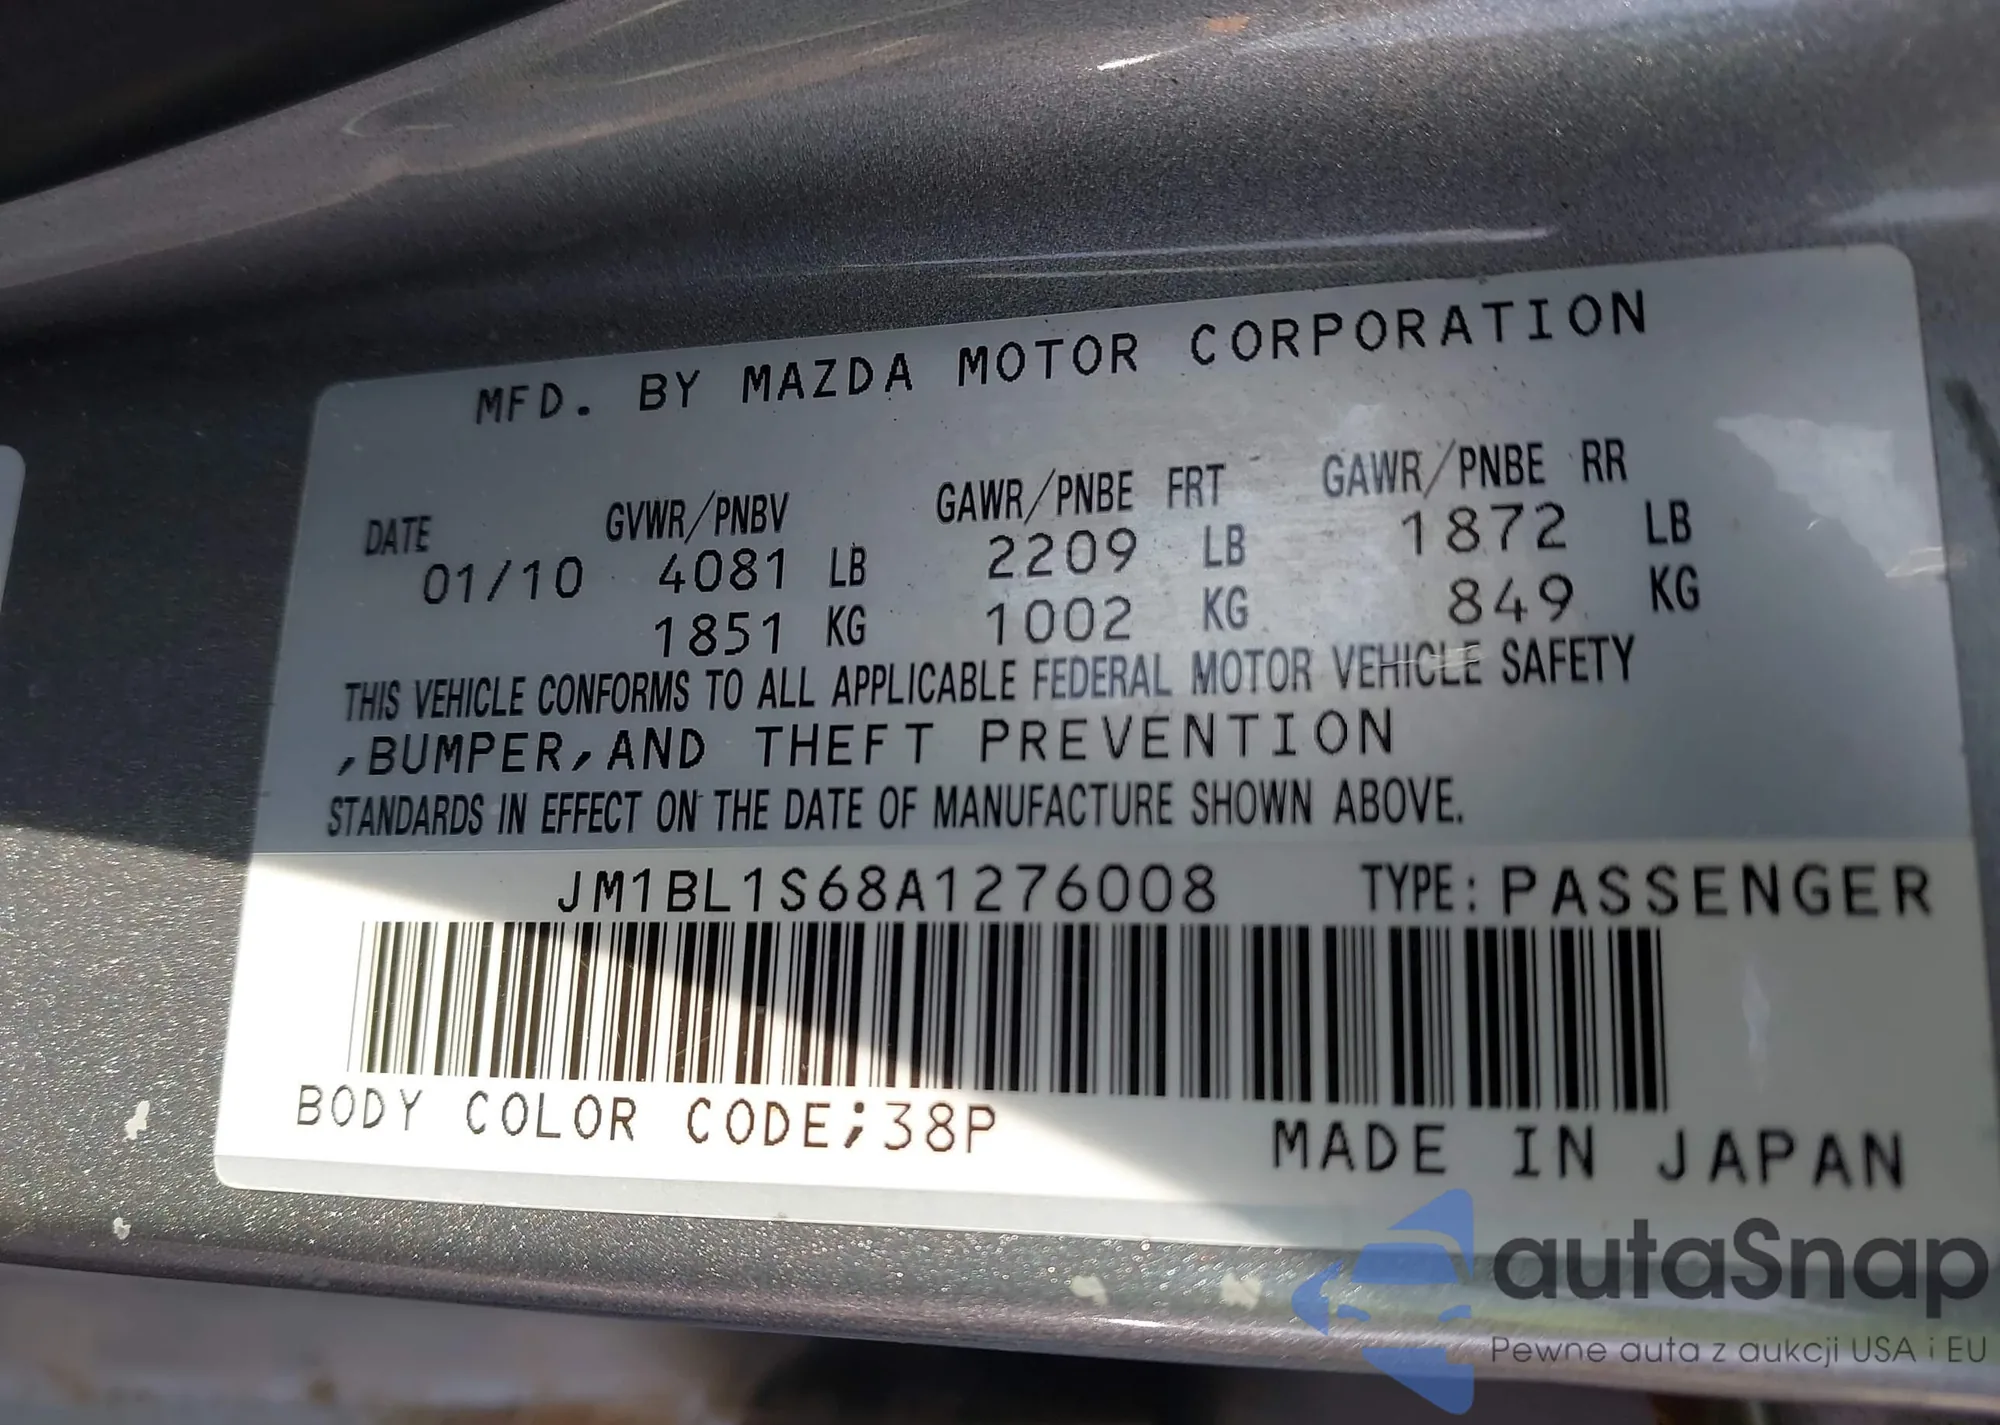 MFD. BY MAZDA MOTOR CORPORATION
DATE GVWR/PNBV GAWR/PNBE FRT GAWR/PNBE RR
01/10 4081 LB 2209 LB 1872 LB
1851 KG 1002 KG 849 KG
THIS VEHICLE CONFORMS TO ALL APPLICABLE FEDERAL MOTOR VEHICLE SAFETY
,BUMPER,AND THEFT PREVENTION
STANDARDS IN EFFECT ON THE DATE OF MANUFACTURE SHOWN ABOVE.
JM1BL1S68A1276008 TYPE:PASSENGER
BODY COLOR CODE;38P
MADE IN JAPAN
autaSnap
Pewne auta z aukcji USA i EU